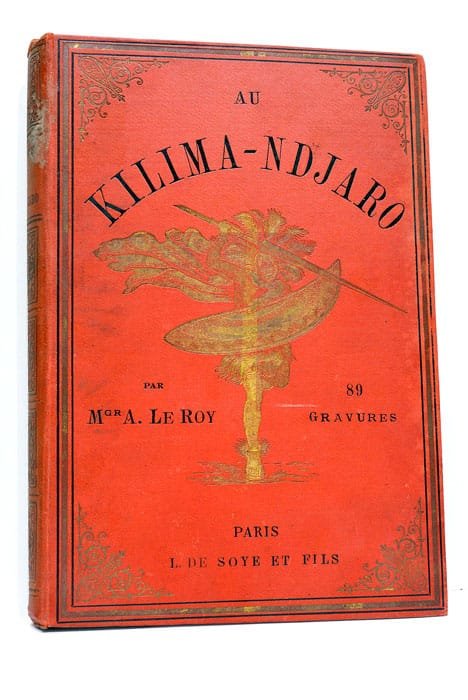 AU
KILIMA-NDJARO
PAR
MGR A. LE ROY
89
GRAVURES
PARIS
L. DE SOYE ET FILS